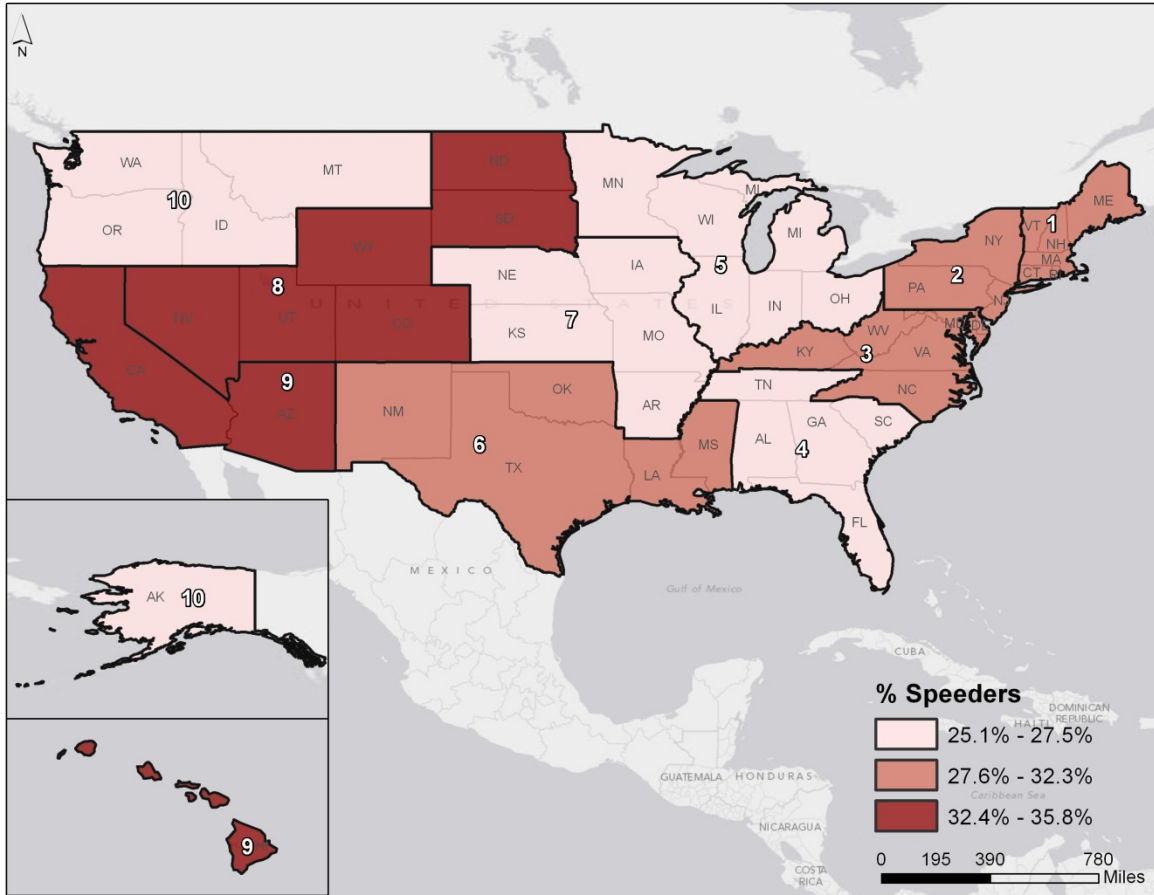 N
WA
MT
ND
MN
MI
ME
10
OR
ID
SD
WI
MI
VT
1
NH
NY
MA
CT
RI
WY
8
NE
IA
5
PA
2
UNITED STATES
NV
UT
CO
IL
IN
OH
NJ
MD
DE
KS
7
MO
WV
VA
KY
3
CA
9
AZ
OK
TN
NC
NM
AR
SC
6
TX
MS
AL
GA
4
LA
FL
MEXICO
Gulf of Mexico
AK
10
CUBA
HAITI
DOMINICAN
REPUBLIC
GUATEMALA
HONDURAS
Caribbean Sea
NICARAGUA
COSTA
RICA
9
% Speeders
25.1% - 27.5%
27.6% - 32.3%
32.4% - 35.8%
0 195 390 780
Miles